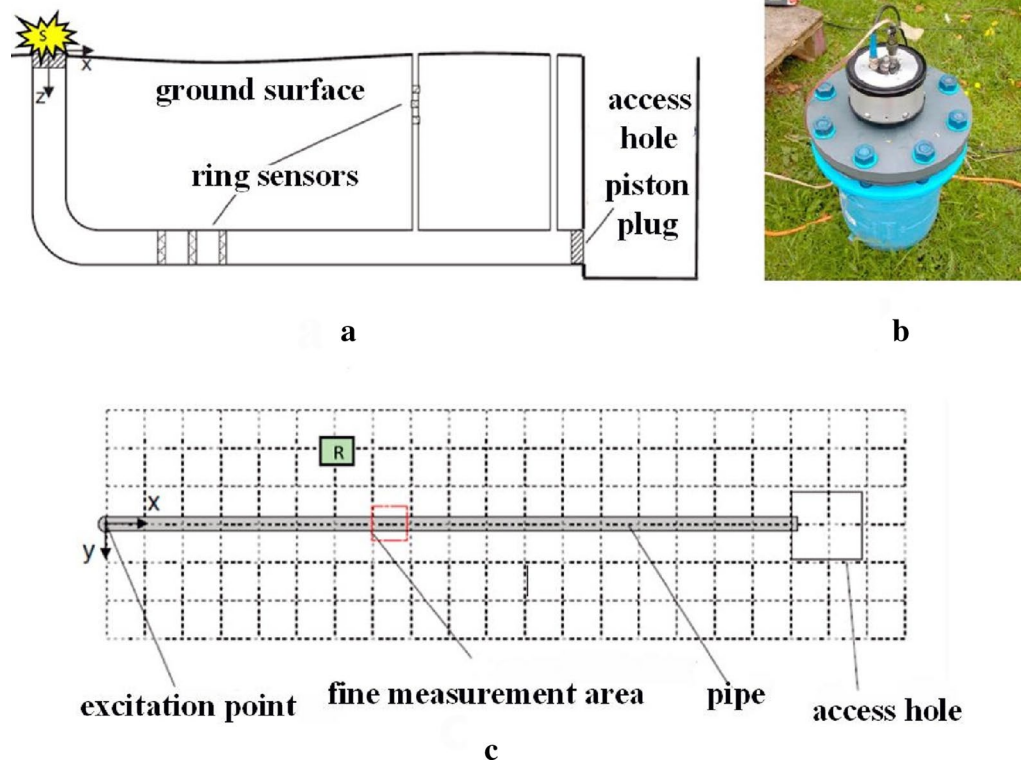 S
x
z
ground surface
ring sensors
access
hole
piston
plug
a
b
R
x
y
excitation point
fine measurement area
pipe
access hole
c